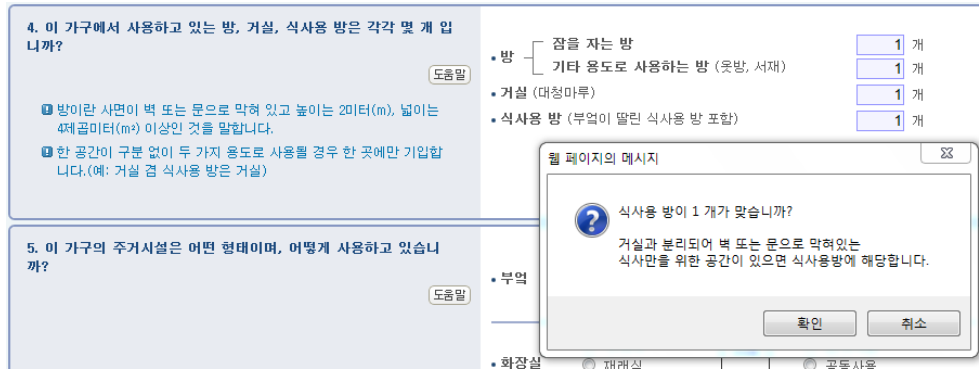 4. 이 가구에서 사용하고 있는 방, 거실, 식사용 방은 각각 몇 개 입
니까?
도움말
방이란 사면이 벽 또는 문으로 막혀 있고 높이는 2미터(m), 넓이는
4제곱미터(m²) 이상인 것을 말합니다.
한 공간이 구분 없이 두 가지 용도로 사용될 경우 한 곳에만 기입합
니다.(예: 거실 겸 식사용 방은 거실)
• 방
잠을 자는 방 1 개
기타 용도로 사용하는 방 (옷방, 서재) 1 개
• 거실 (대청마루) 1 개
• 식사용 방 (부엌이 딸린 식사용 방 포함) 1 개
웹 페이지의 메시지
식사용 방이 1 개가 맞습니까?
거실과 분리되어 벽 또는 문으로 막혀있는
식사만을 위한 공간이 있으면 식사용방에 해당합니다.
확인 취소
5. 이 가구의 주거시설은 어떤 형태이며, 어떻게 사용하고 있습니
까?
도움말
• 부엌
• 화장실 재래식 공동사용